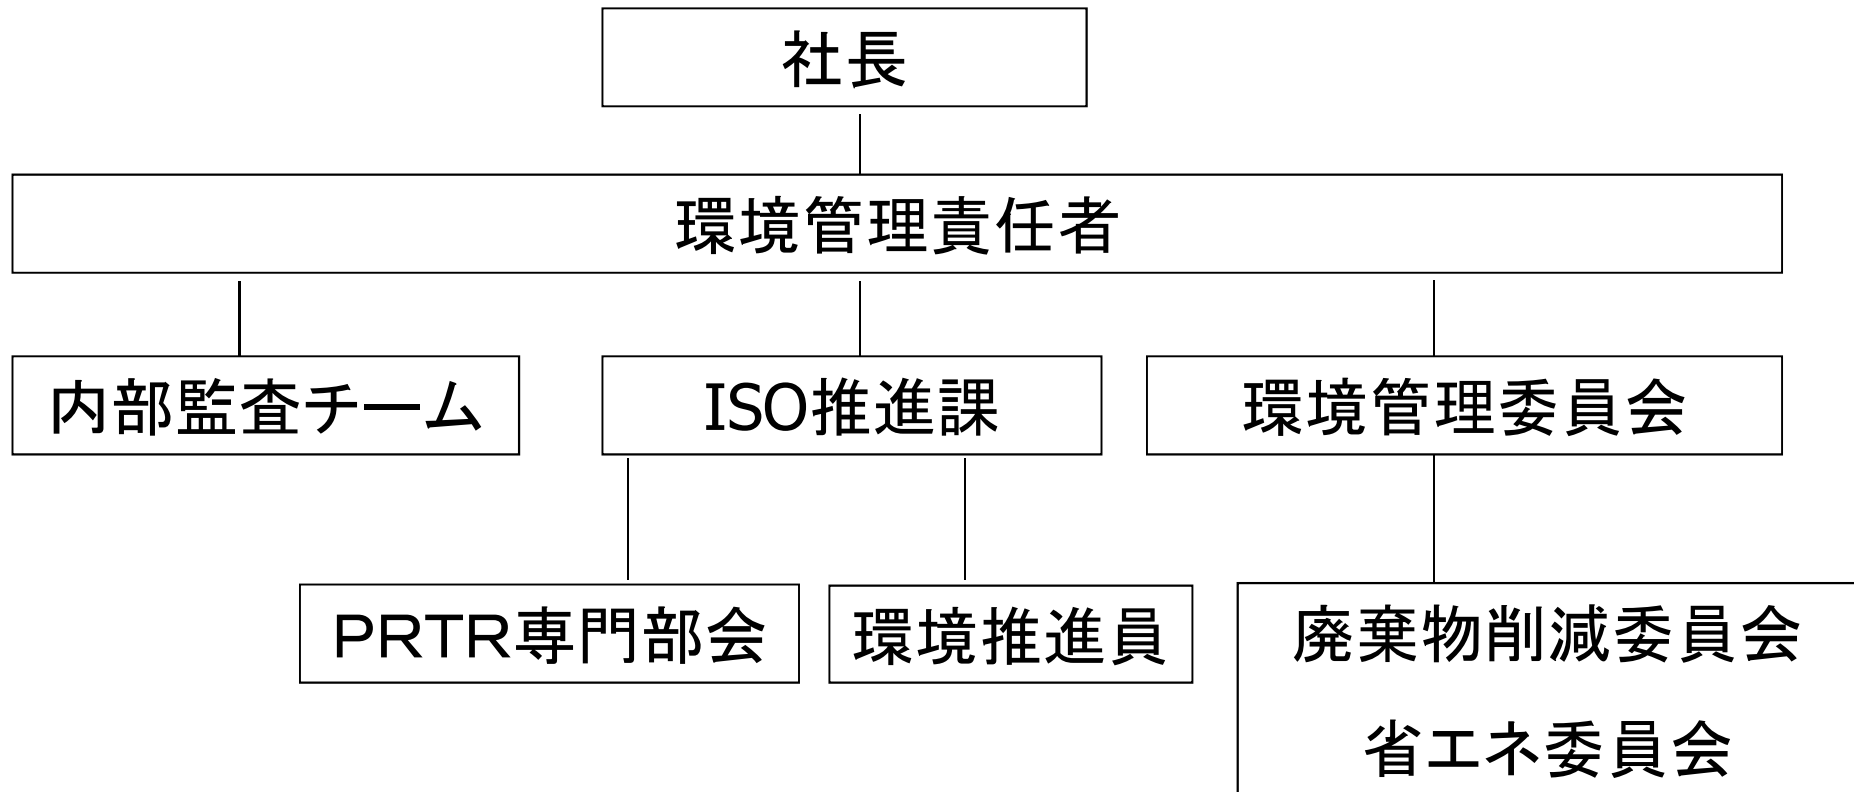 社長
環境管理責任者
内部監査チーム
ISO推進課
環境管理委員会
PRTR専門部会
環境推進員
廃棄物削減委員会
省エネ委員会